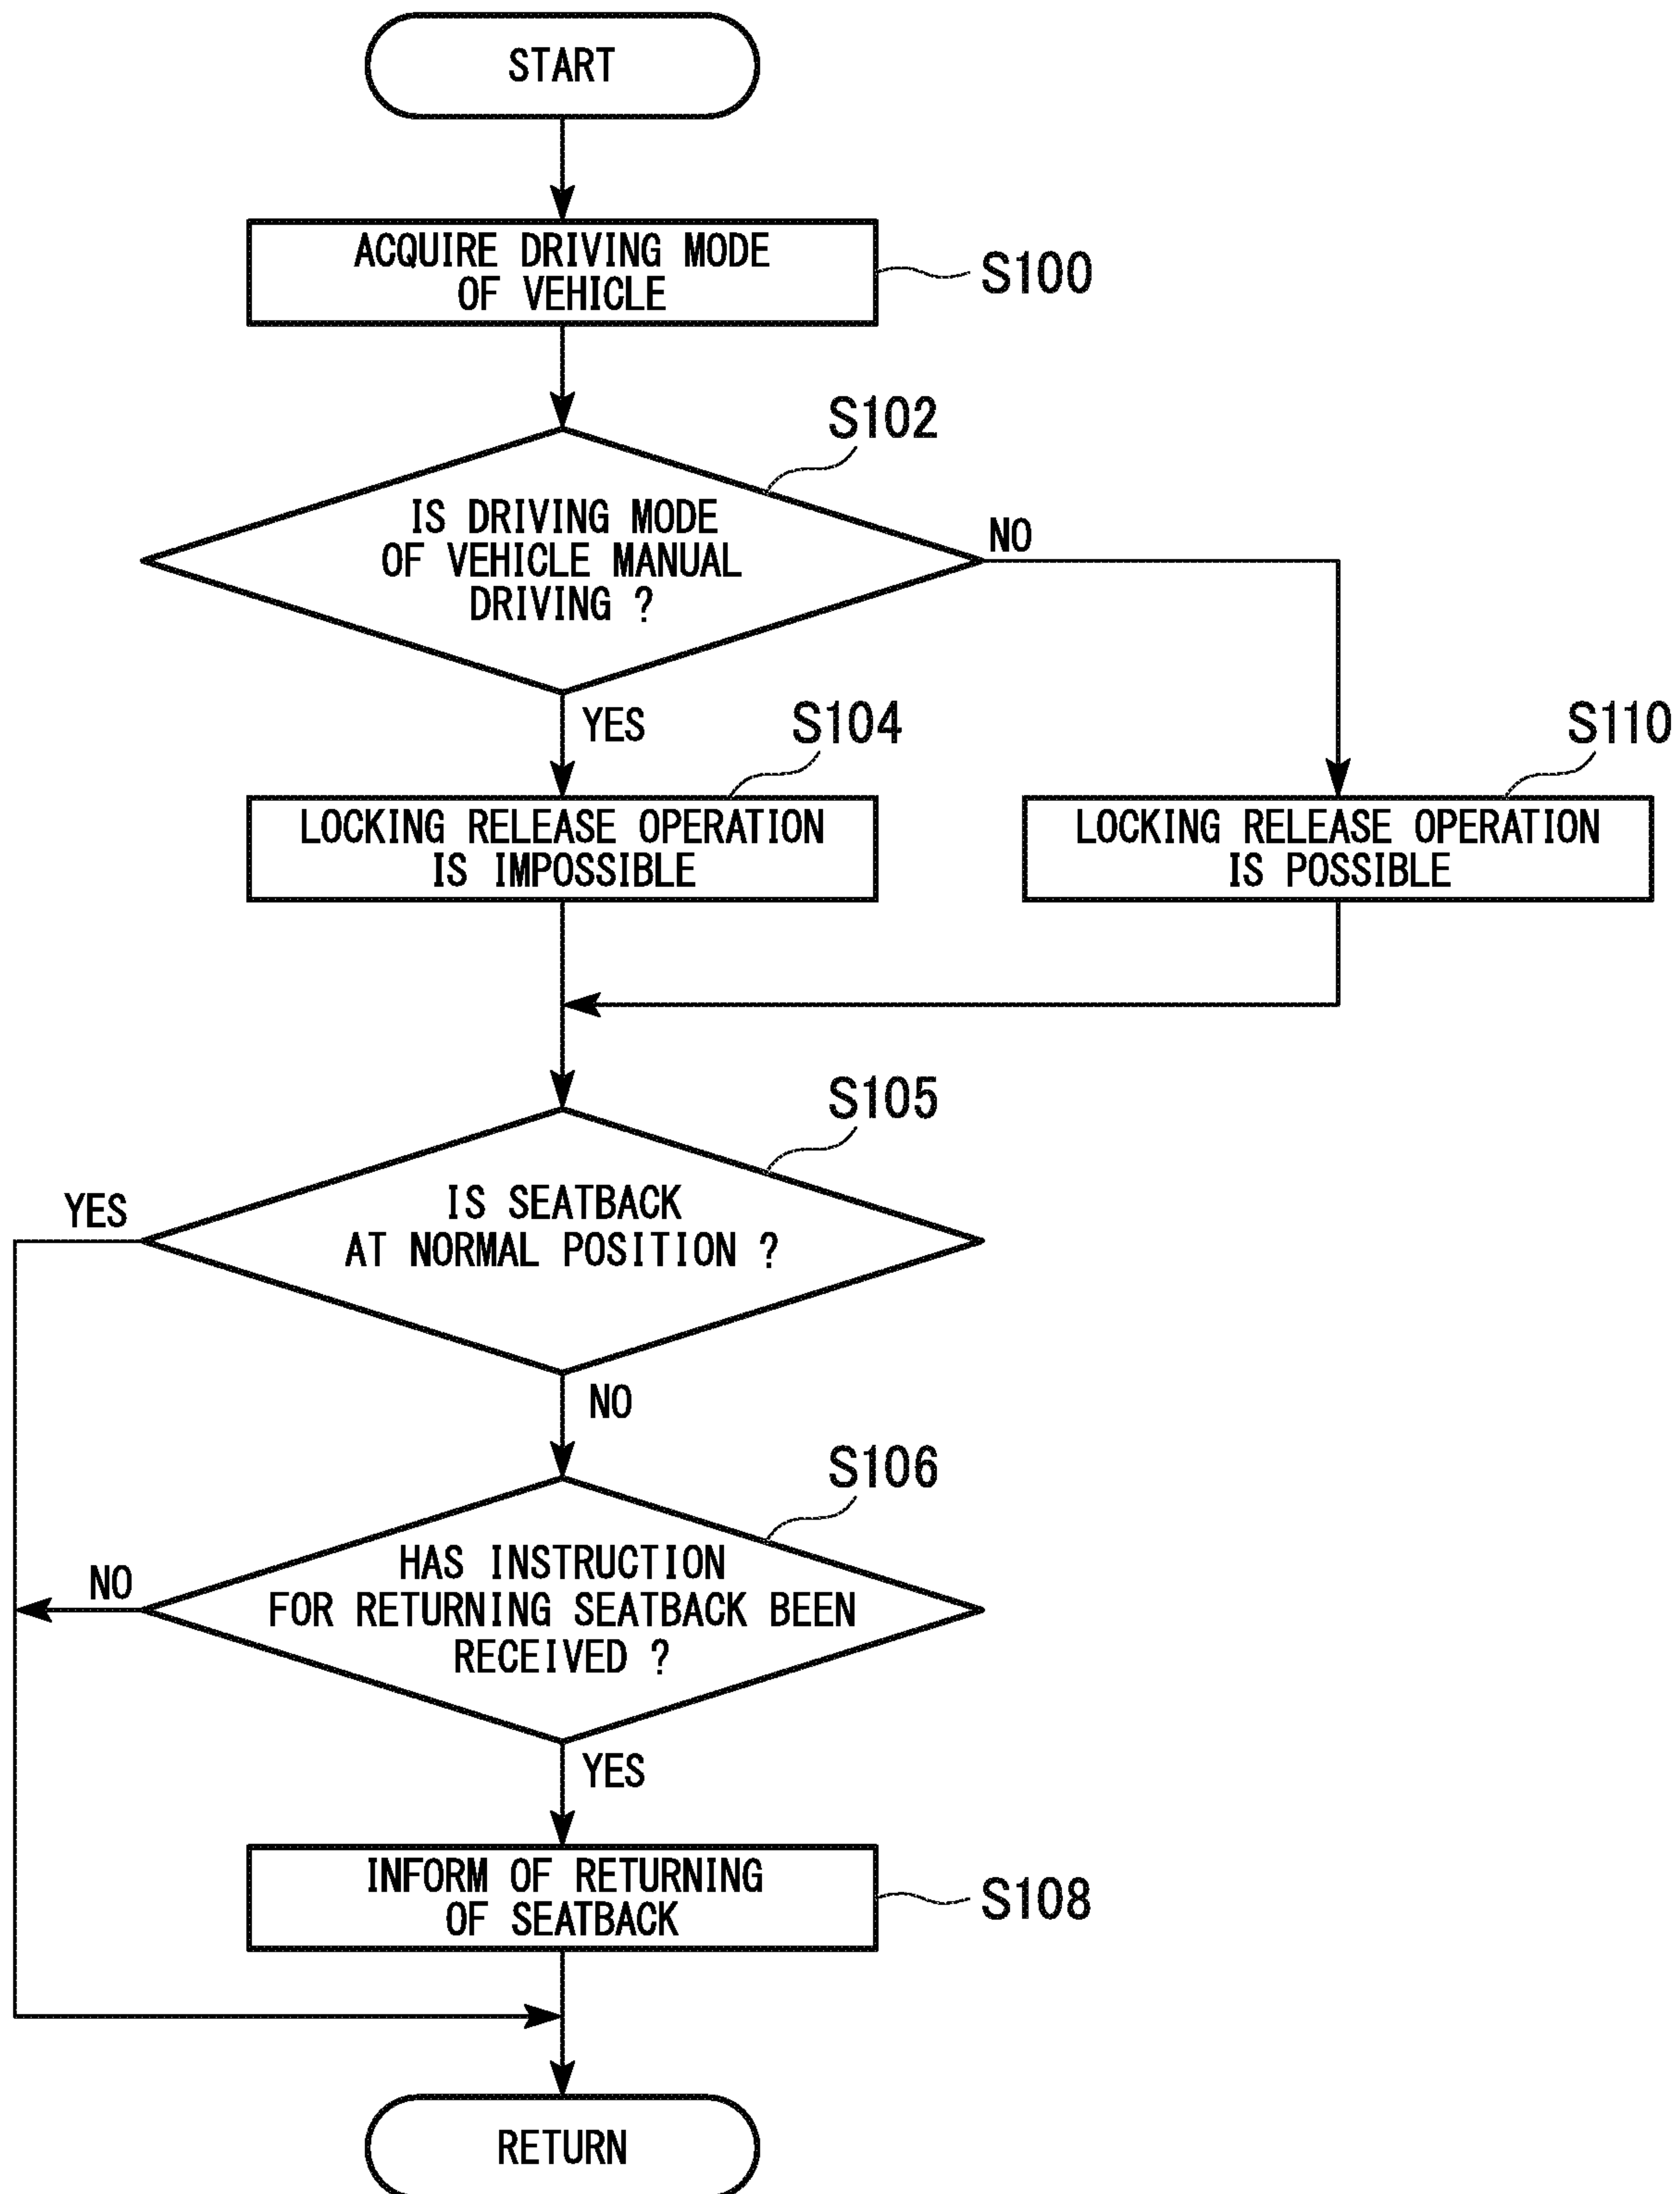 START
ACQUIRE DRIVING MODE
OF VEHICLE
S100
S102
IS DRIVING MODE
OF VEHICLE MANUAL
DRIVING ?
NO
YES
S104
S110
LOCKING RELEASE OPERATION
IS IMPOSSIBLE
LOCKING RELEASE OPERATION
IS POSSIBLE
S105
YES
IS SEATBACK
AT NORMAL POSITION ?
NO
S106
NO
HAS INSTRUCTION
FOR RETURNING SEATBACK BEEN
RECEIVED ?
YES
INFORM OF RETURNING
OF SEATBACK
S108
RETURN